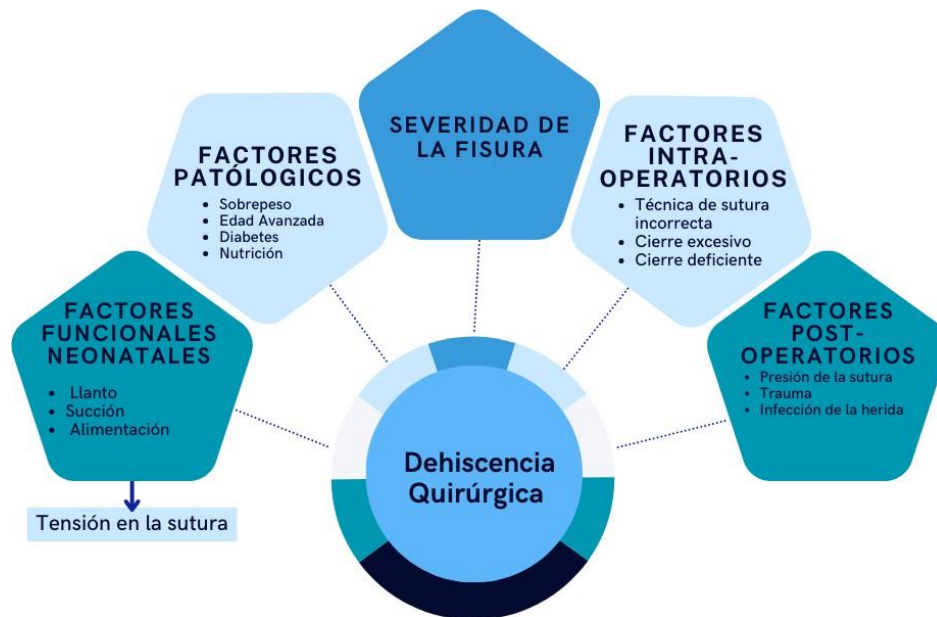 SEVERIDAD DE
LA FISURA
FACTORES
PATÓLOGICOS
• Sobrepeso
• Edad Avanzada
• Diabetes
• Nutrición
FACTORES
INTRA-
OPERATORIOS
• Técnica de sutura
incorrecta
• Cierre excesivo
• Cierre deficiente
FACTORES
FUNCIONALES
NEONATALES
• Llanto
• Succión
• Alimentación
FACTORES
POST-
OPERATORIOS
• Presión de la sutura
• Trauma
• Infección de la herida
Dehiscencia
Quirúrgica
Tensión en la sutura